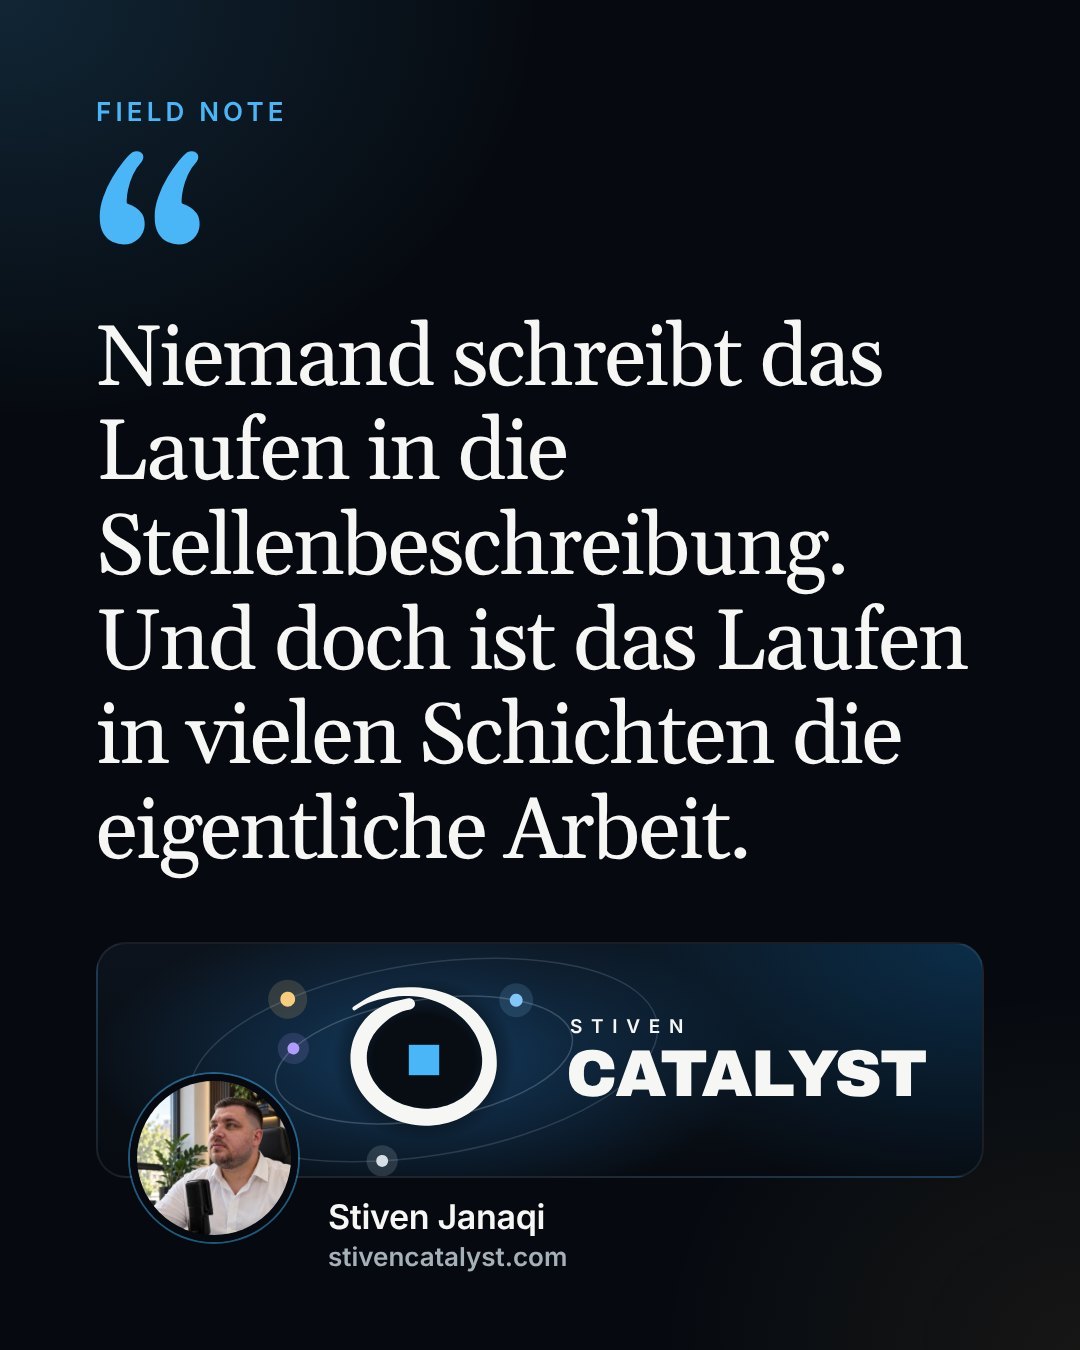 FIELD NOTE
“
Niemand schreibt das
Laufen in die
Stellenbeschreibung.
Und doch ist das Laufen
in vielen Schichten die
eigentliche Arbeit.
STIVEN
CATALYST
Stiven Janaqi
stivencatalyst.com